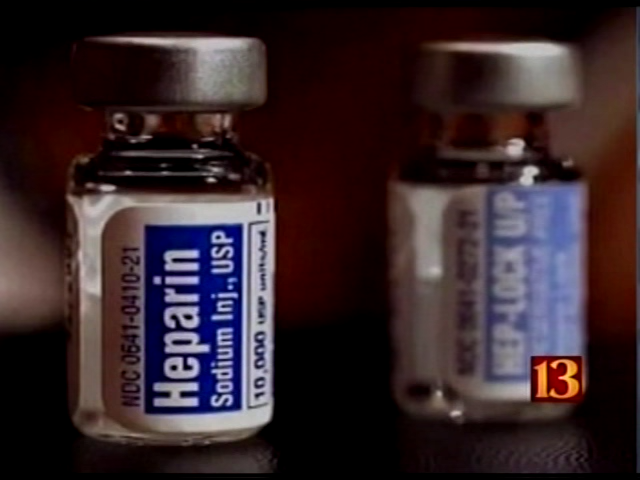 NDC 0641-0410-21
Heparin
Sodium Inj., USP
10,000 USP units/mL
HEP-LOCK U/P
13